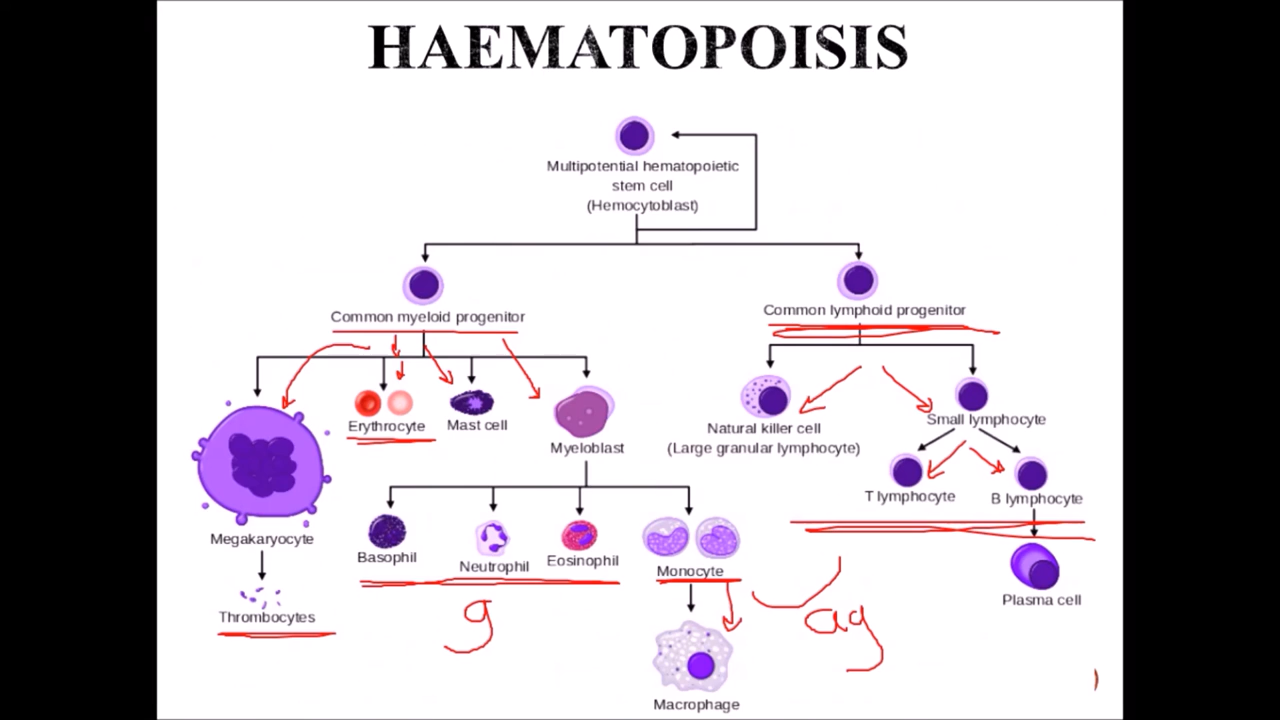 HAEMATOPOISIS
Multipotential hematopoietic
stem cell
(Hemocytoblast)
Common myeloid progenitor
Common lymphoid progenitor
Erythrocyte
Mast cell
Myeloblast
Natural killer cell
(Large granular lymphocyte)
Small lymphocyte
T lymphocyte
B lymphocyte
Megakaryocyte
Basophil
Neutrophil
Eosinophil
Monocyte
Plasma cell
Thrombocytes
g
ag
Macrophage